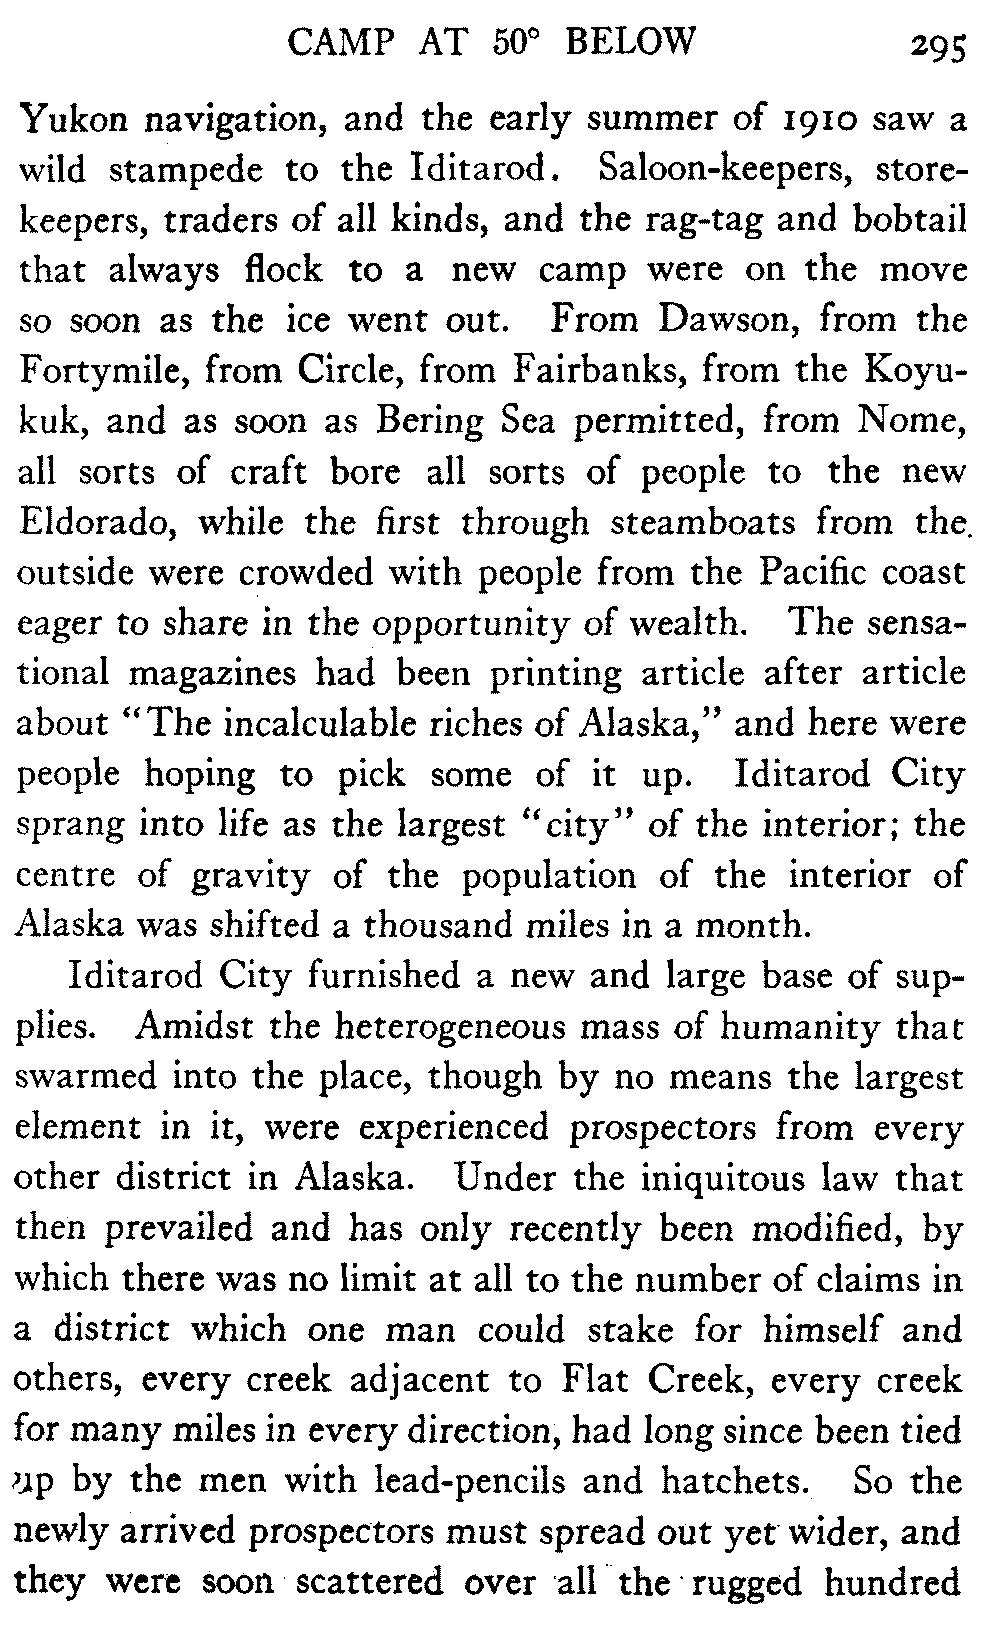 CAMP AT 50° BELOW 295
Yukon navigation, and the early summer of 1910 saw a
wild stampede to the Iditarod. Saloon-keepers, store-
keepers, traders of all kinds, and the rag-tag and bobtail
that always flock to a new camp were on the move
so soon as the ice went out. From Dawson, from the
Fortymile, from Circle, from Fairbanks, from the Koyu-
kuk, and as soon as Bering Sea permitted, from Nome,
all sorts of craft bore all sorts of people to the new
Eldorado, while the first through steamboats from the
outside were crowded with people from the Pacific coast
eager to share in the opportunity of wealth. The sensa-
tional magazines had been printing article after article
about "The incalculable riches of Alaska," and here were
people hoping to pick some of it up. Iditarod City
sprang into life as the largest "city" of the interior; the
centre of gravity of the population of the interior of
Alaska was shifted a thousand miles in a month.
Iditarod City furnished a new and large base of sup-
plies. Amidst the heterogeneous mass of humanity that
swarmed into the place, though by no means the largest
element in it, were experienced prospectors from every
other district in Alaska. Under the iniquitous law that
then prevailed and has only recently been modified, by
which there was no limit at all to the number of claims in
a district which one man could stake for himself and
others, every creek adjacent to Flat Creek, every creek
for many miles in every direction, had long since been tied
up by the men with lead-pencils and hatchets. So the
newly arrived prospectors must spread out yet wider, and
they were soon scattered over all the rugged hundred